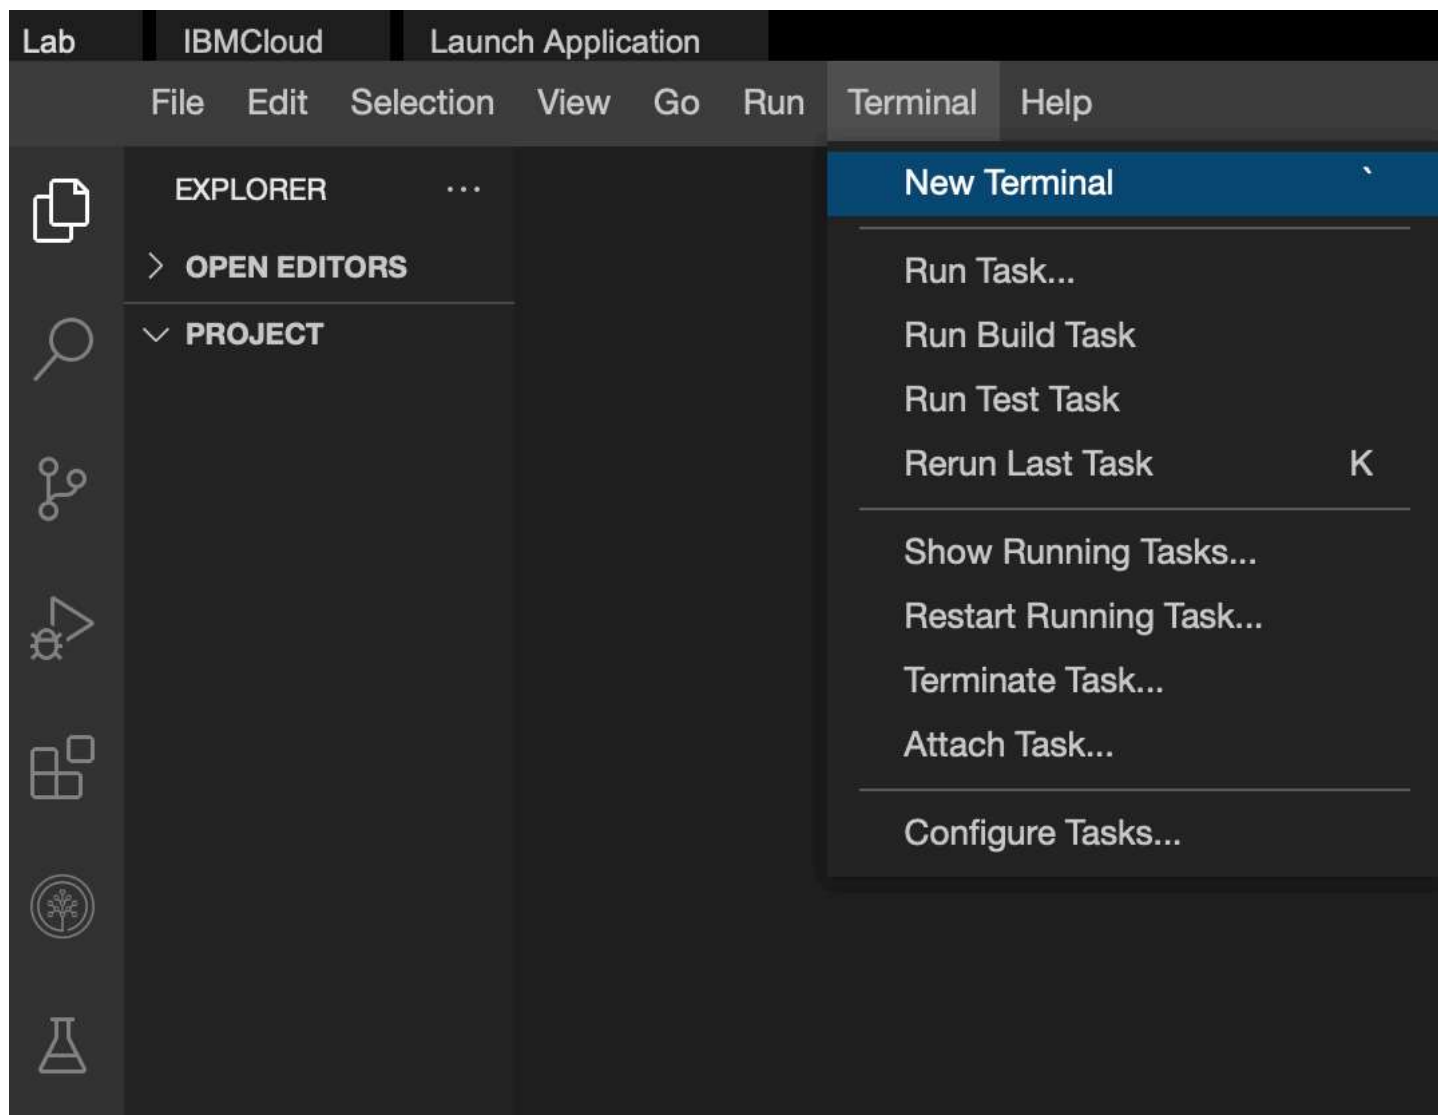 Lab IBMCloud Launch Application
File Edit Selection View Go Run Terminal Help
EXPLORER ...
OPEN EDITORS
PROJECT
New Terminal `
Run Task...
Run Build Task
Run Test Task
Rerun Last Task K
Show Running Tasks...
Restart Running Task...
Terminate Task...
Attach Task...
Configure Tasks...